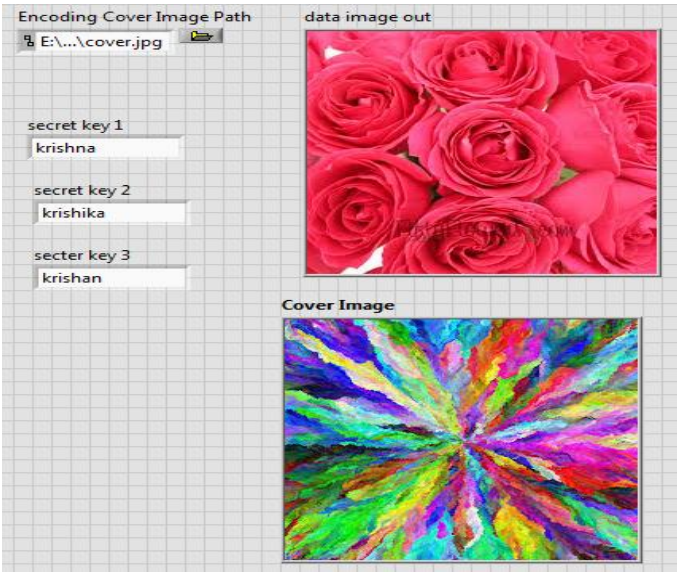 Encoding Cover Image Path
E:\...\cover.jpg
data image out
secret key 1
krishna
secret key 2
krishika
secter key 3
krishan
Cover Image